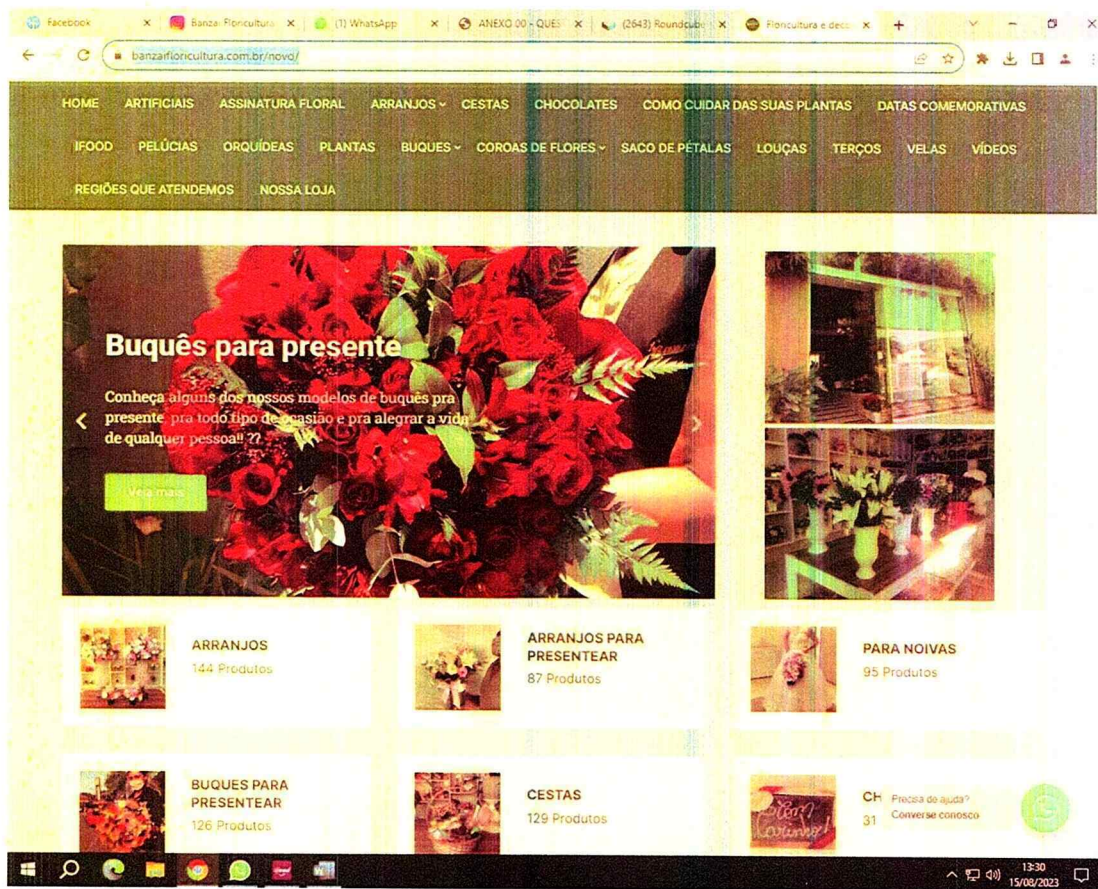 Facebook
Banzai Floricultura
(1) WhatsApp
ANEXO 00 - QUEST
(2643) Roundcube
Floricultura e deco
banzaifloricultura.com.br/novo/
HOME ARTIFICIAIS ASSINATURA FLORAL ARRANJOS CESTAS CHOCOLATES COMO CUIDAR DAS SUAS PLANTAS DATAS COMEMORATIVAS
IFOOD PELÚCIAS ORQUÍDEAS PLANTAS BUQUES COROAS DE FLORES SACO DE PÉTALAS LOUÇAS TERÇOS VELAS VÍDEOS
REGIÕES QUE ATENDEMOS NOSSA LOJA
Buquês para presente
Conheça alguns dos nossos modelos de buquês pra
presente pra todo tipo de ocasião e pra alegrar a vida
de qualquer pessoa!! ??
Veja mais
ARRANJOS
144 Produtos
ARRANJOS PARA
PRESENTEAR
87 Produtos
PARA NOIVAS
95 Produtos
BUQUES PARA
PRESENTEAR
126 Produtos
CESTAS
129 Produtos
CH
31
Precisa de ajuda?
Converse conosco
13:30
15/08/2023